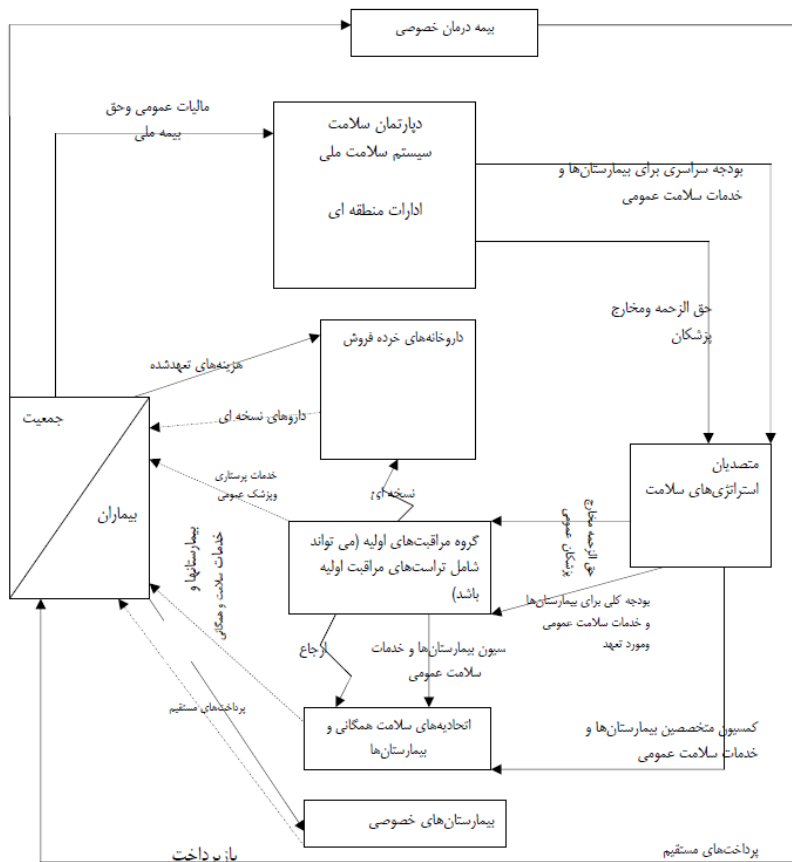 بیمه درمان خصوصی
مالیات عمومی وحق
بیمه ملی
دپارتمان سلامت
سیستم سلامت ملی
ادارات منطقه ای
بودجه سراسری برای بیمارستان‌ها و
خدمات سلامت عمومی
حق الزحمه ومخارج
پزشکان
داروخانه‌های خرده فروش
هزینه‌های تعهدشده
داروهای نسخه ای
جمعیت
بیماران
خدمات پرستاری
وپزشک عمومی
نسخه ای
متصدیان
استراتژی‌های سلامت
حق الزحمه مخارج
پزشکان عمومی
گروه مراقبت‌های اولیه (می تواند
شامل تراست‌های مراقبت اولیه
باشد)
بیمارستانها و
خدمات سلامت و همگانی
بودجه کلی برای بیمارستان‌ها
و خدمات سلامت عمومی
ومورد تعهد
ارجاع
سیون بیمارستان‌ها و خدمات
سلامت عمومی
پرداخت‌های مستقیم
اتحادیه‌های سلامت همگانی و
بیمارستان‌ها
کمسیون متخصصین بیمارستان‌ها و
خدمات سلامت عمومی
بیمارستان‌های خصوصی
بازپرداخت
پرداخت‌های مستقیم